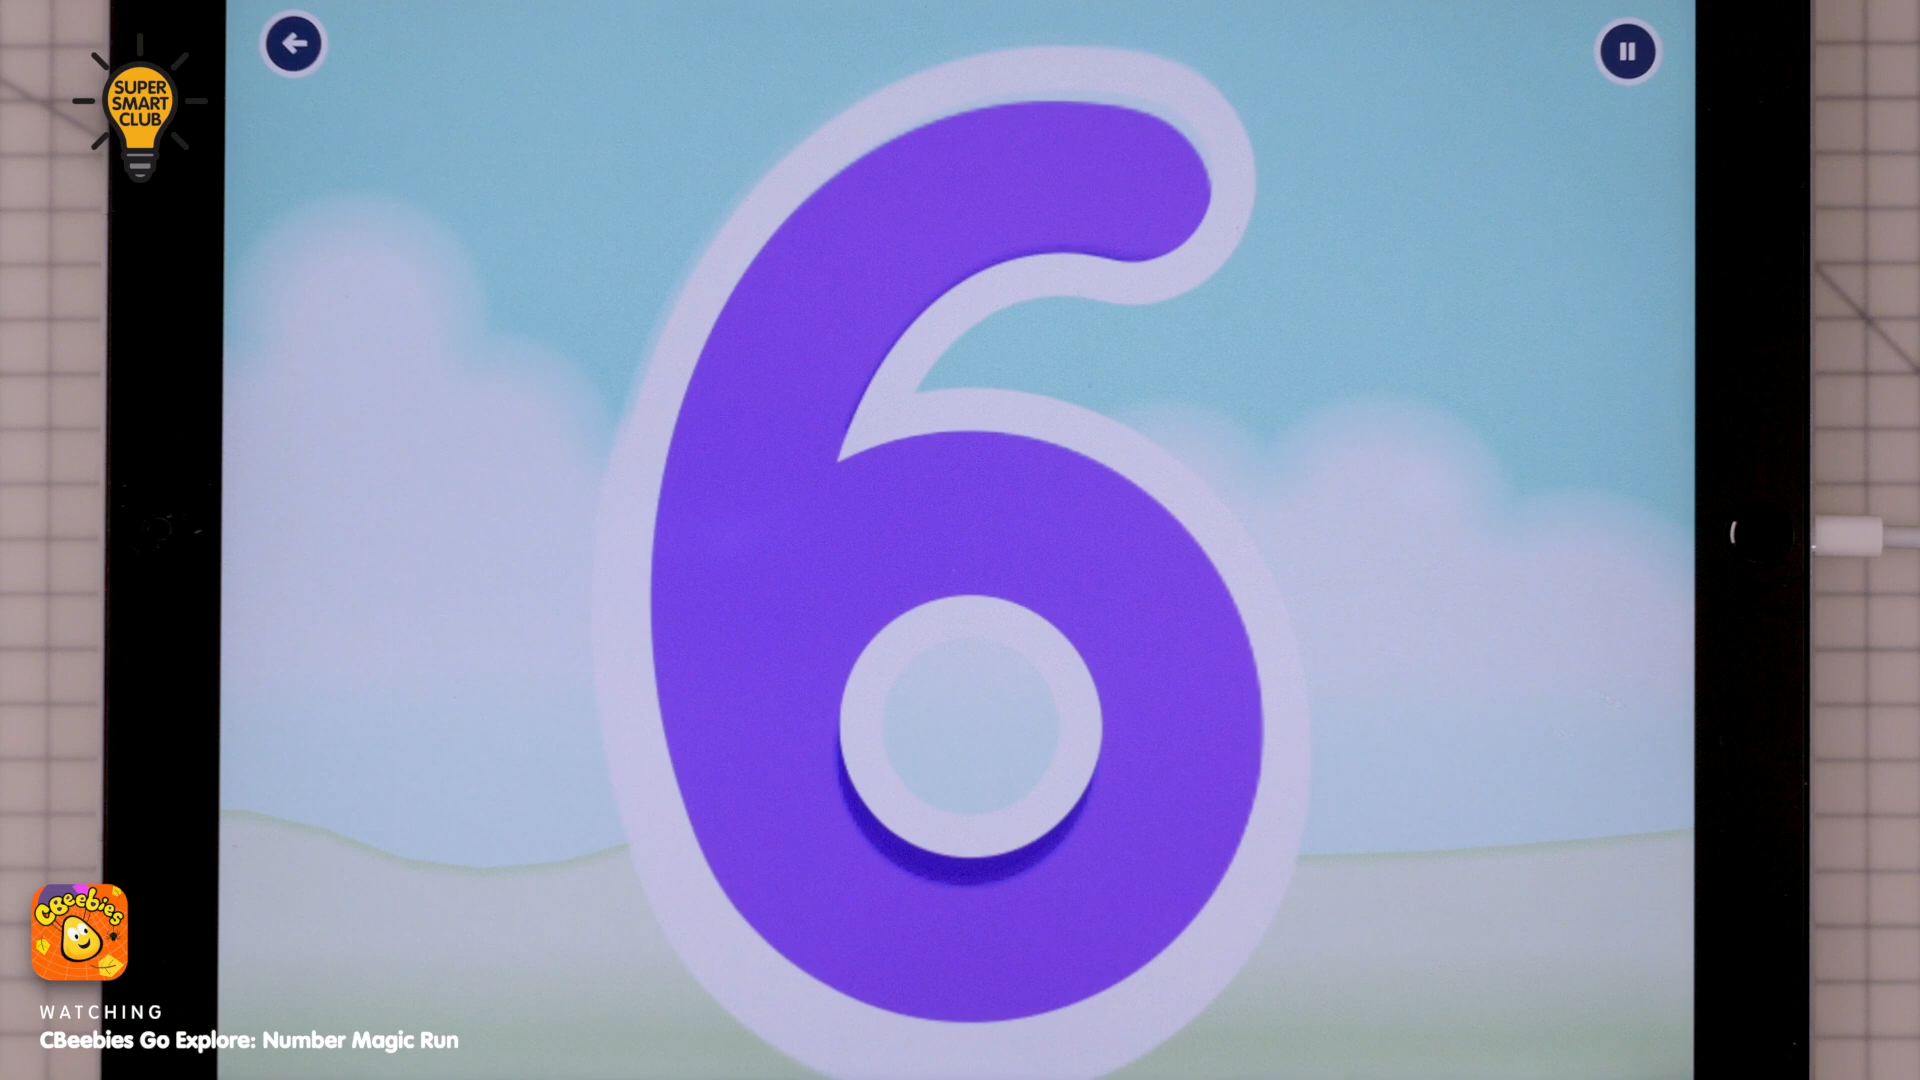 SUPER
SMART
CLUB
6
CBeebies
WATCHING
CBeebies Go Explore: Number Magic Run